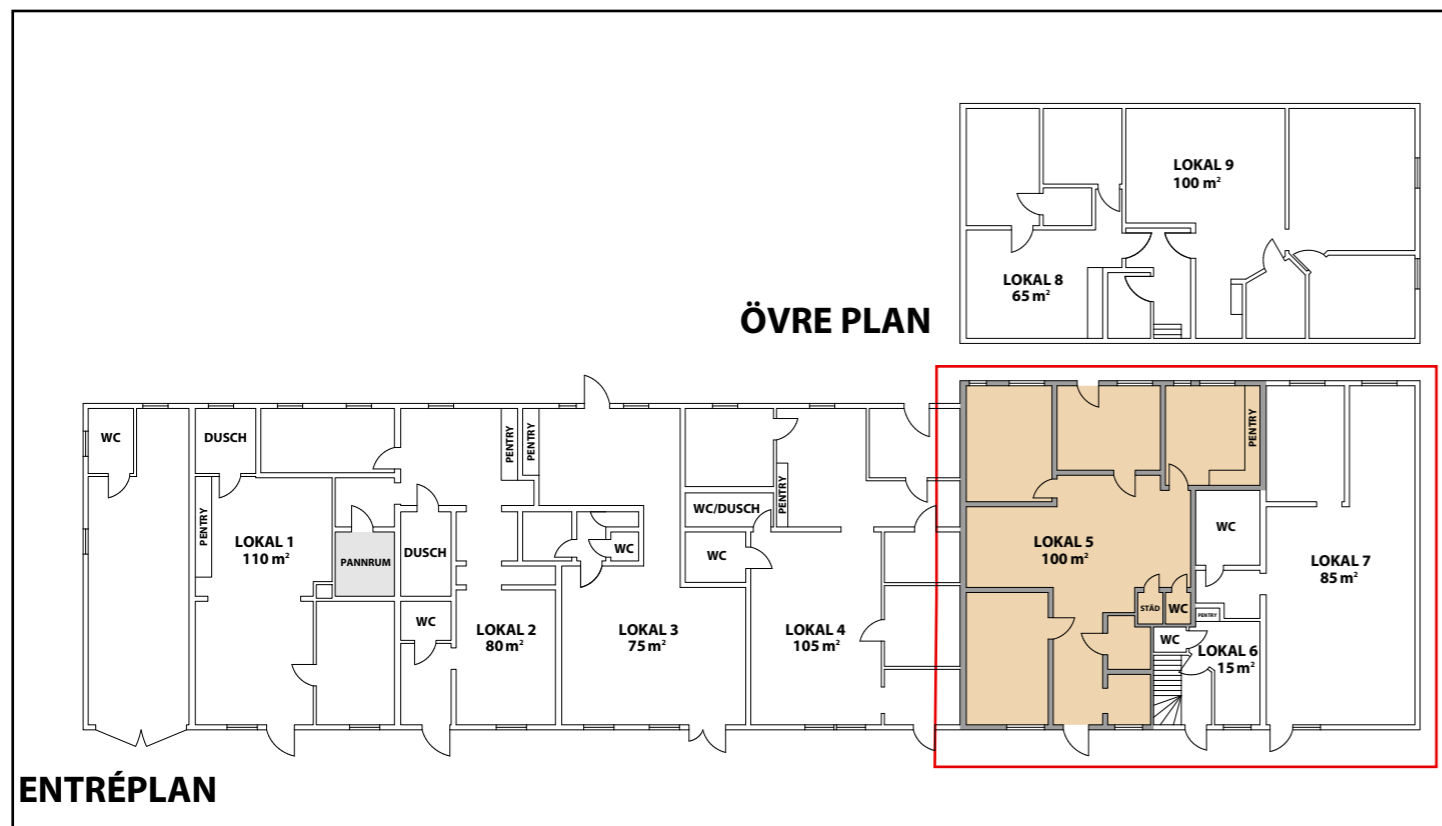 LOKAL 9
100 m²
LOKAL 8
65 m²
ÖVRE PLAN
WC
DUSCH
PENTRY
LOKAL 1
110 m²
PANNRUM
DUSCH
PENTRY
PENTRY
WC
LOKAL 2
80 m²
WC
LOKAL 3
75 m²
WC/DUSCH
WC
PENTRY
LOKAL 4
105 m²
PENTRY
LOKAL 5
100 m²
STÄD
WC
WC
PENTRY
WC
LOKAL 6
15 m²
LOKAL 7
85 m²
ENTRÉPLAN